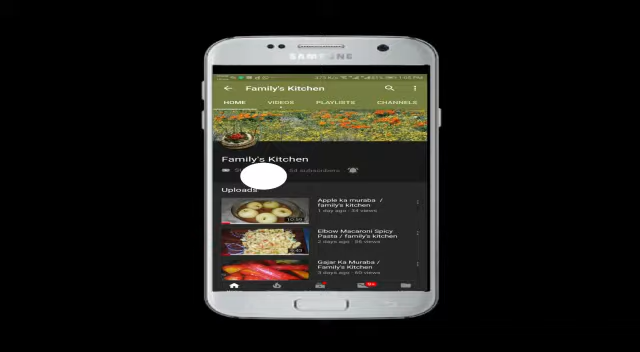 SAMSUNG
Family's Kitchen
HOME VIDEOS PLAYLISTS CHANNELS
Family's Kitchen
subscribers
Uploads
Apple ka muraba /
family's kitchen
1 day ago · 34 views
10:59
Elbow Macaroni Spicy
Pasta / family's kitchen
2 days ago · 56 views
Gajar Ka Muraba /
Family's Kitchen
3 days ago